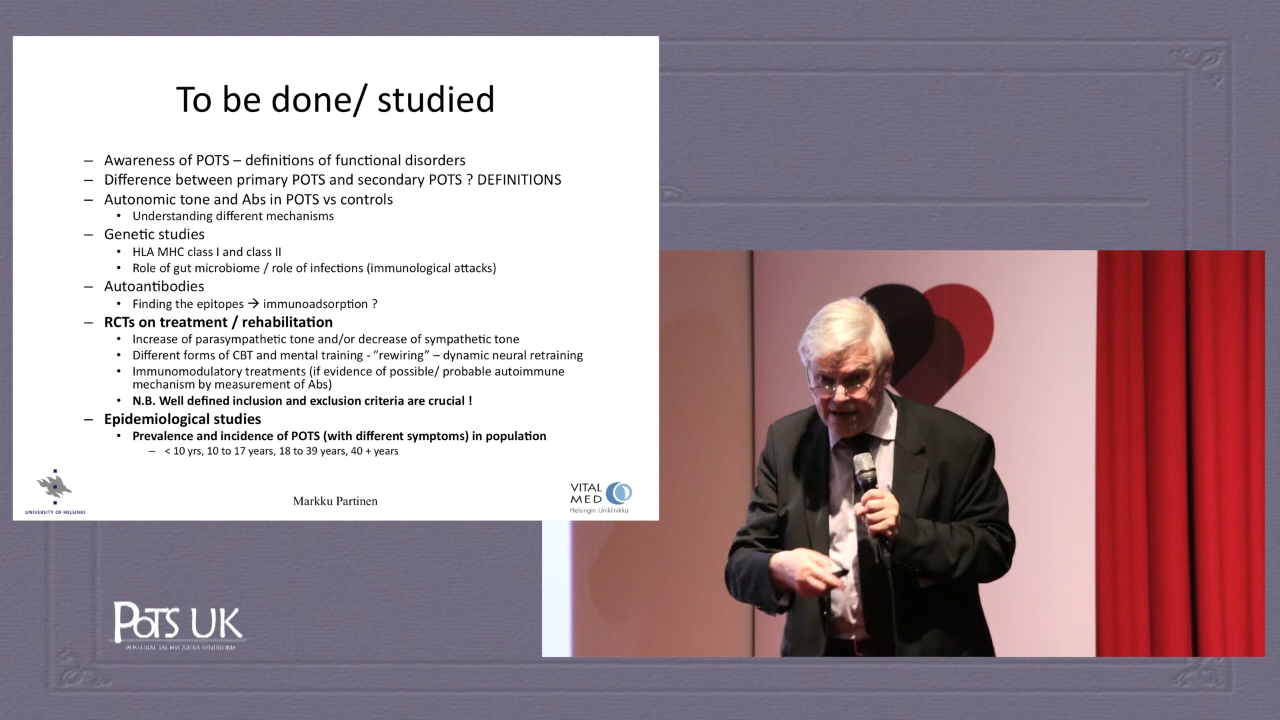 To be done/ studied
– Awareness of POTS – definitions of functional disorders
– Difference between primary POTS and secondary POTS ? DEFINITIONS
– Autonomic tone and Abs in POTS vs controls
• Understanding different mechanisms
– Genetic studies
• HLA MHC class I and class II
• Role of gut microbiome / role of infections (immunological attacks)
– Autoantibodies
• Finding the epitopes → immunoadsorption ?
– RCTs on treatment / rehabilitation
• Increase of parasympathetic tone and/or decrease of sympathetic tone
• Different forms of CBT and mental training - ”rewiring” – dynamic neural retraining
• Immunomodulatory treatments (if evidence of possible/ probable autoimmune
mechanism by measurement of Abs)
• N.B. Well defined inclusion and exclusion criteria are crucial !
– Epidemiological studies
• Prevalence and incidence of POTS (with different symptoms) in population
– < 10 yrs, 10 to 17 years, 18 to 39 years, 40 + years
UNIVERSITY OF HELSINKI
Markku Partinen
VITAL
MED
Helsingin Uniklinikka
POTS UK
POSTURAL TACHYCARDIA SYNDROME